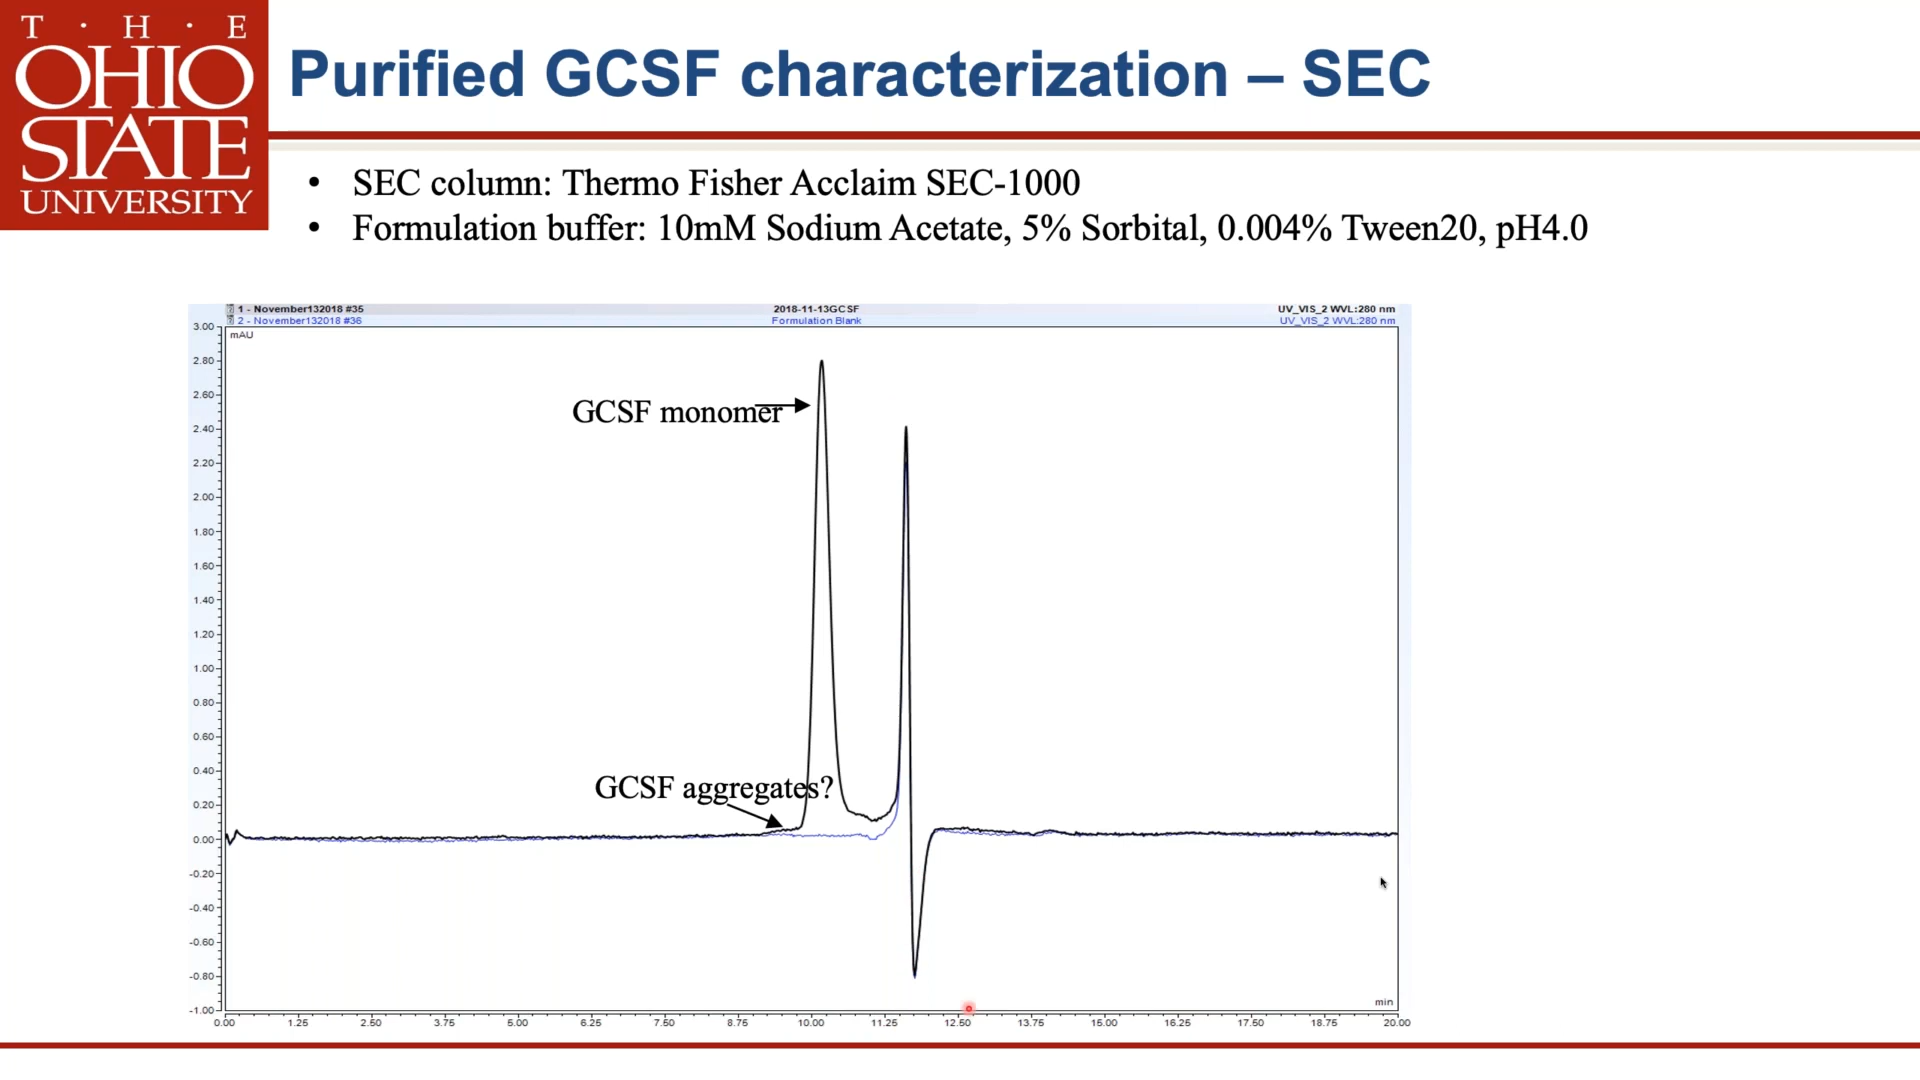 T · H · E
OHIO
STATE
UNIVERSITY
Purified GCSF characterization – SEC
• SEC column: Thermo Fisher Acclaim SEC-1000
• Formulation buffer: 10mM Sodium Acetate, 5% Sorbital, 0.004% Tween20, pH4.0
1 - November132018 #35 2018-11-13GCSF UV_VIS_2 WVL:280 nm
2 - November132018 #36 Formulation Blank UV_VIS_2 WVL:280 nm
3.00
mAU
2.80
2.60
GCSF monomer
2.40
2.20
2.00
1.80
1.60
1.40
1.20
1.00
0.80
0.60
0.40
GCSF aggregates?
0.20
0.00
-0.20
-0.40
-0.60
-0.80
-1.00
min
0.00 1.25 2.50 3.75 5.00 6.25 7.50 8.75 10.00 11.25 12.50 13.75 15.00 16.25 17.50 18.75 20.00